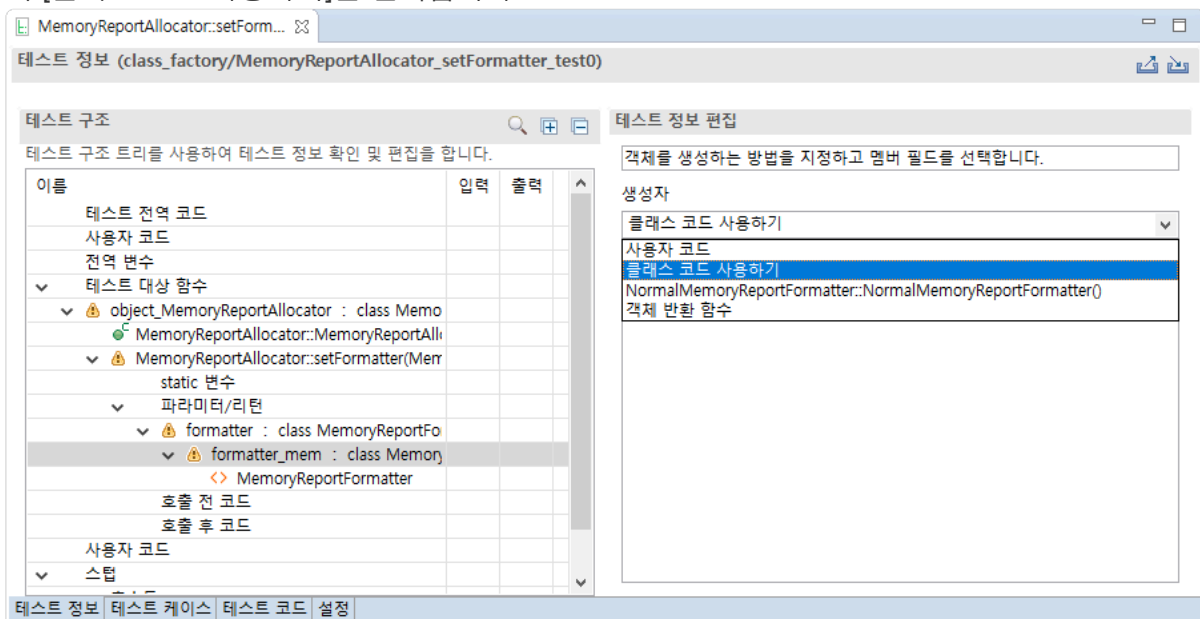 MemoryReportAllocator::setForm...
테스트 정보 (class_factory/MemoryReportAllocator_setFormatter_test0)
테스트 구조
테스트 구조 트리를 사용하여 테스트 정보 확인 및 편집을 합니다.
이름 입력 출력
테스트 전역 코드
사용자 코드
전역 변수
테스트 대상 함수
object_MemoryReportAllocator : class Memo
MemoryReportAllocator::MemoryReportAll
MemoryReportAllocator::setFormatter(Mem
static 변수
파라미터/리턴
formatter : class MemoryReportFo
formatter_mem : class Memory
<> MemoryReportFormatter
호출 전 코드
호출 후 코드
사용자 코드
스텁
테스트 정보 편집
객체를 생성하는 방법을 지정하고 멤버 필드를 선택합니다.
생성자
클래스 코드 사용하기
사용자 코드
클래스 코드 사용하기
NormalMemoryReportFormatter::NormalMemoryReportFormatter()
객체 반환 함수
테스트 정보 테스트 케이스 테스트 코드 설정